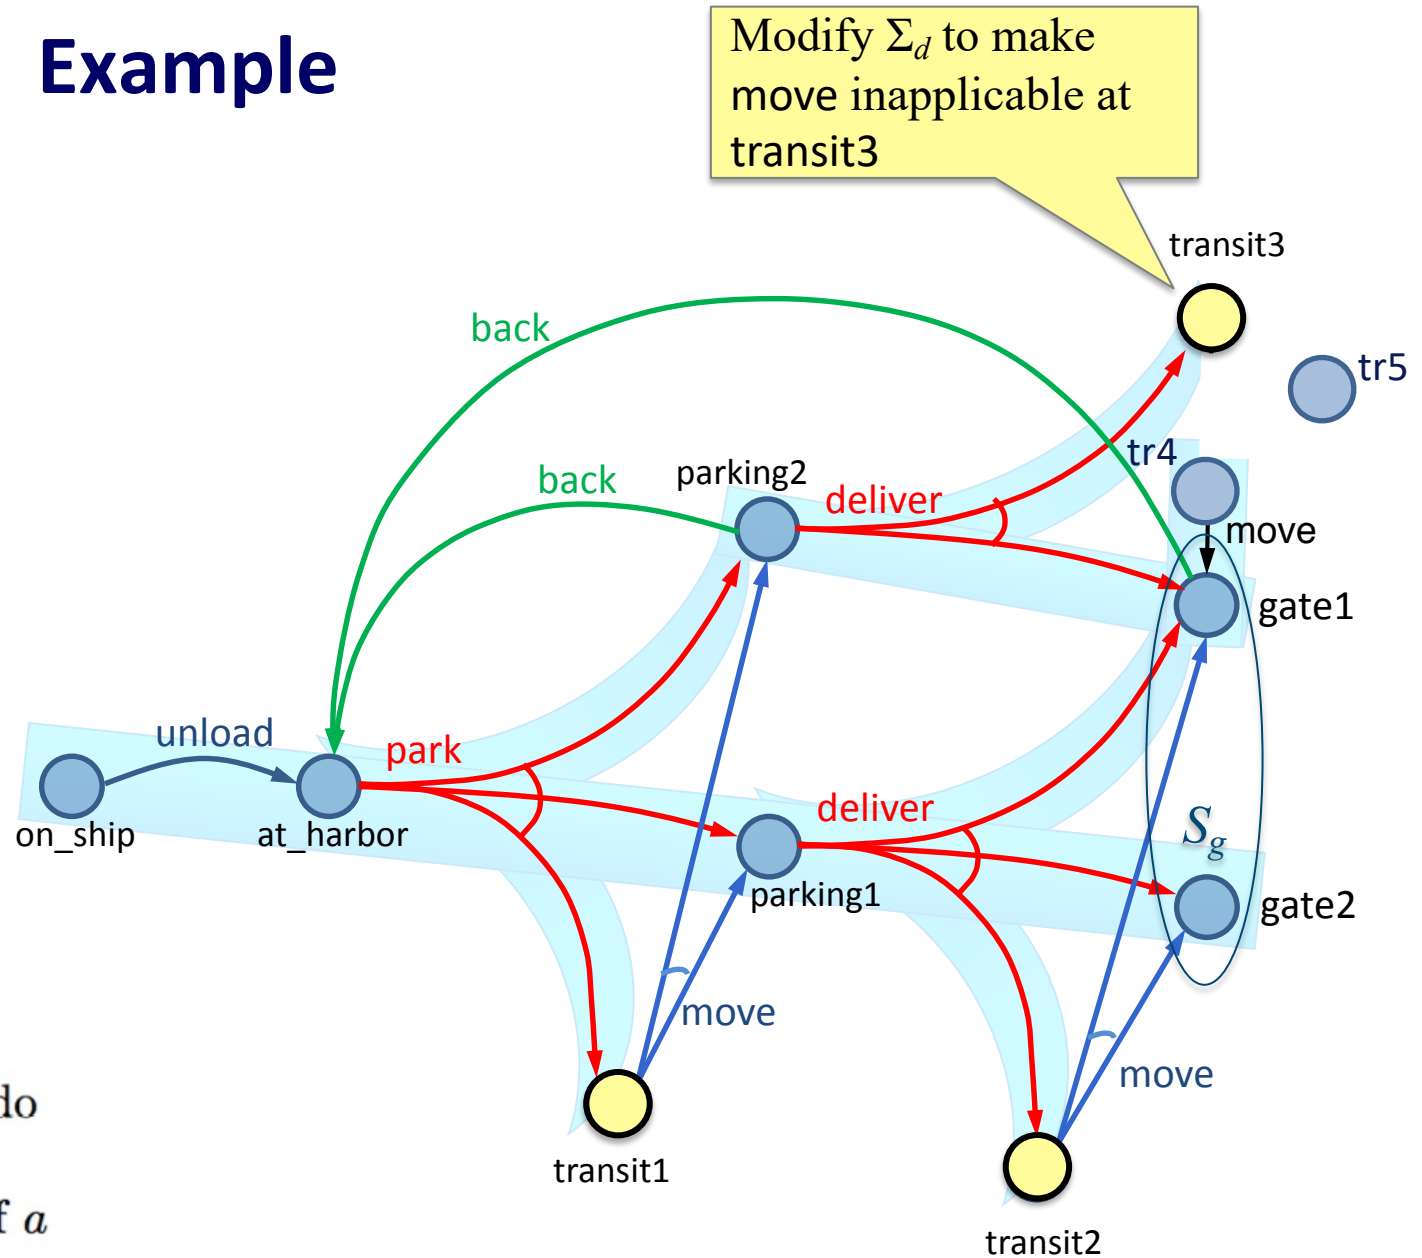 Example
Modify Σd to make
move inapplicable at
transit3
transit3
tr5
back
tr4
parking2
back
deliver
move
gate1
unload
park
deliver
Sg
on_ship
at_harbor
parking1
gate2
move
move
do
transit1
f a
transit2